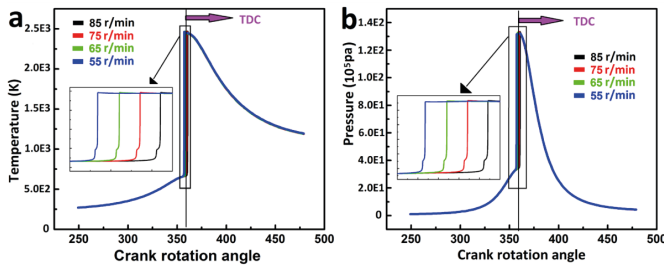 a
TDC
85 r/min
75 r/min
65 r/min
55 r/min
2.5E3
2.0E3
1.5E3
1.0E3
5.0E2
Temperature (K)
200 250 300 350 400 450 500
Crank rotation angle
b
TDC
85 r/min
75 r/min
65 r/min
55 r/min
1.4E2
1.2E2
1.0E2
8.0E1
6.0E1
4.0E1
2.0E1
0
Pressure (105pa)
200 250 300 350 400 450 500
Crank rotation angle